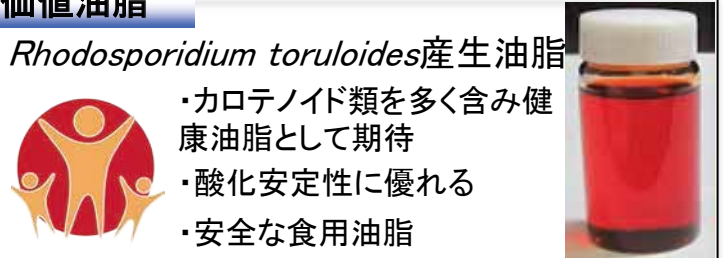 価値油脂
Rhodosporidium toruloides産生油脂
・カロテノイド類を多く含み健
康油脂として期待
・酸化安定性に優れる
・安全な食用油脂